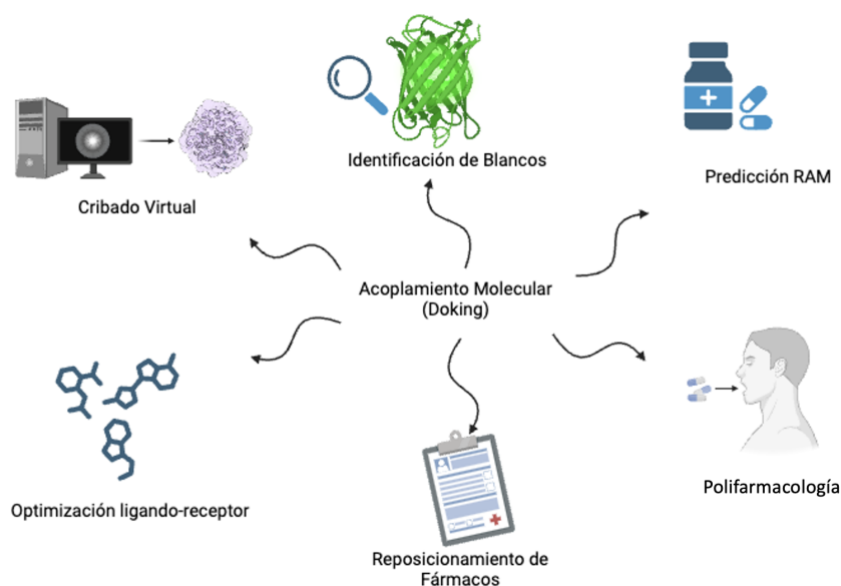 Identificación de Blancos
Predicción RAM
Cribado Virtual
Acoplamiento Molecular
(Doking)
Optimización ligando-receptor
Polifarmacología
Reposicionamiento de
Fármacos